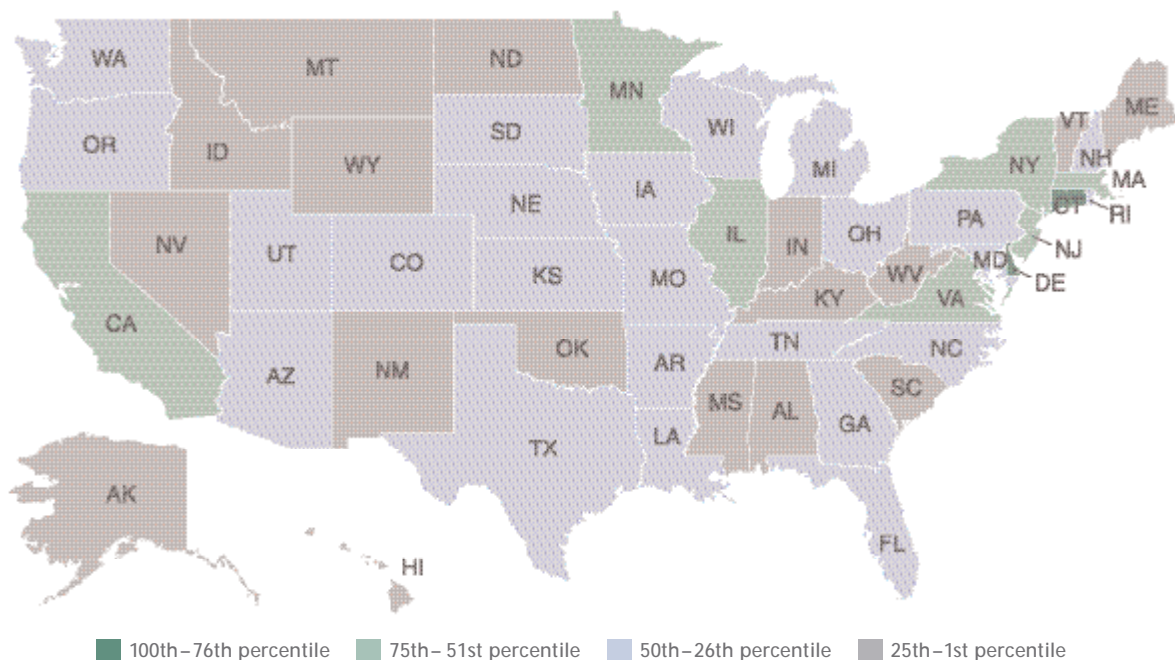 WA
MT
ND
MN
OR
ID
WY
SD
WI
MI
VT
ME
NH
NY
MA
CT
RI
NV
UT
CO
NE
IA
IL
IN
OH
PA
NJ
MD
DE
CA
KS
MO
KY
WV
VA
AZ
NM
OK
AR
TN
NC
SC
MS
AL
GA
TX
LA
FL
AK
HI
100th–76th percentile 75th–51st percentile 50th–26th percentile 25th–1st percentile